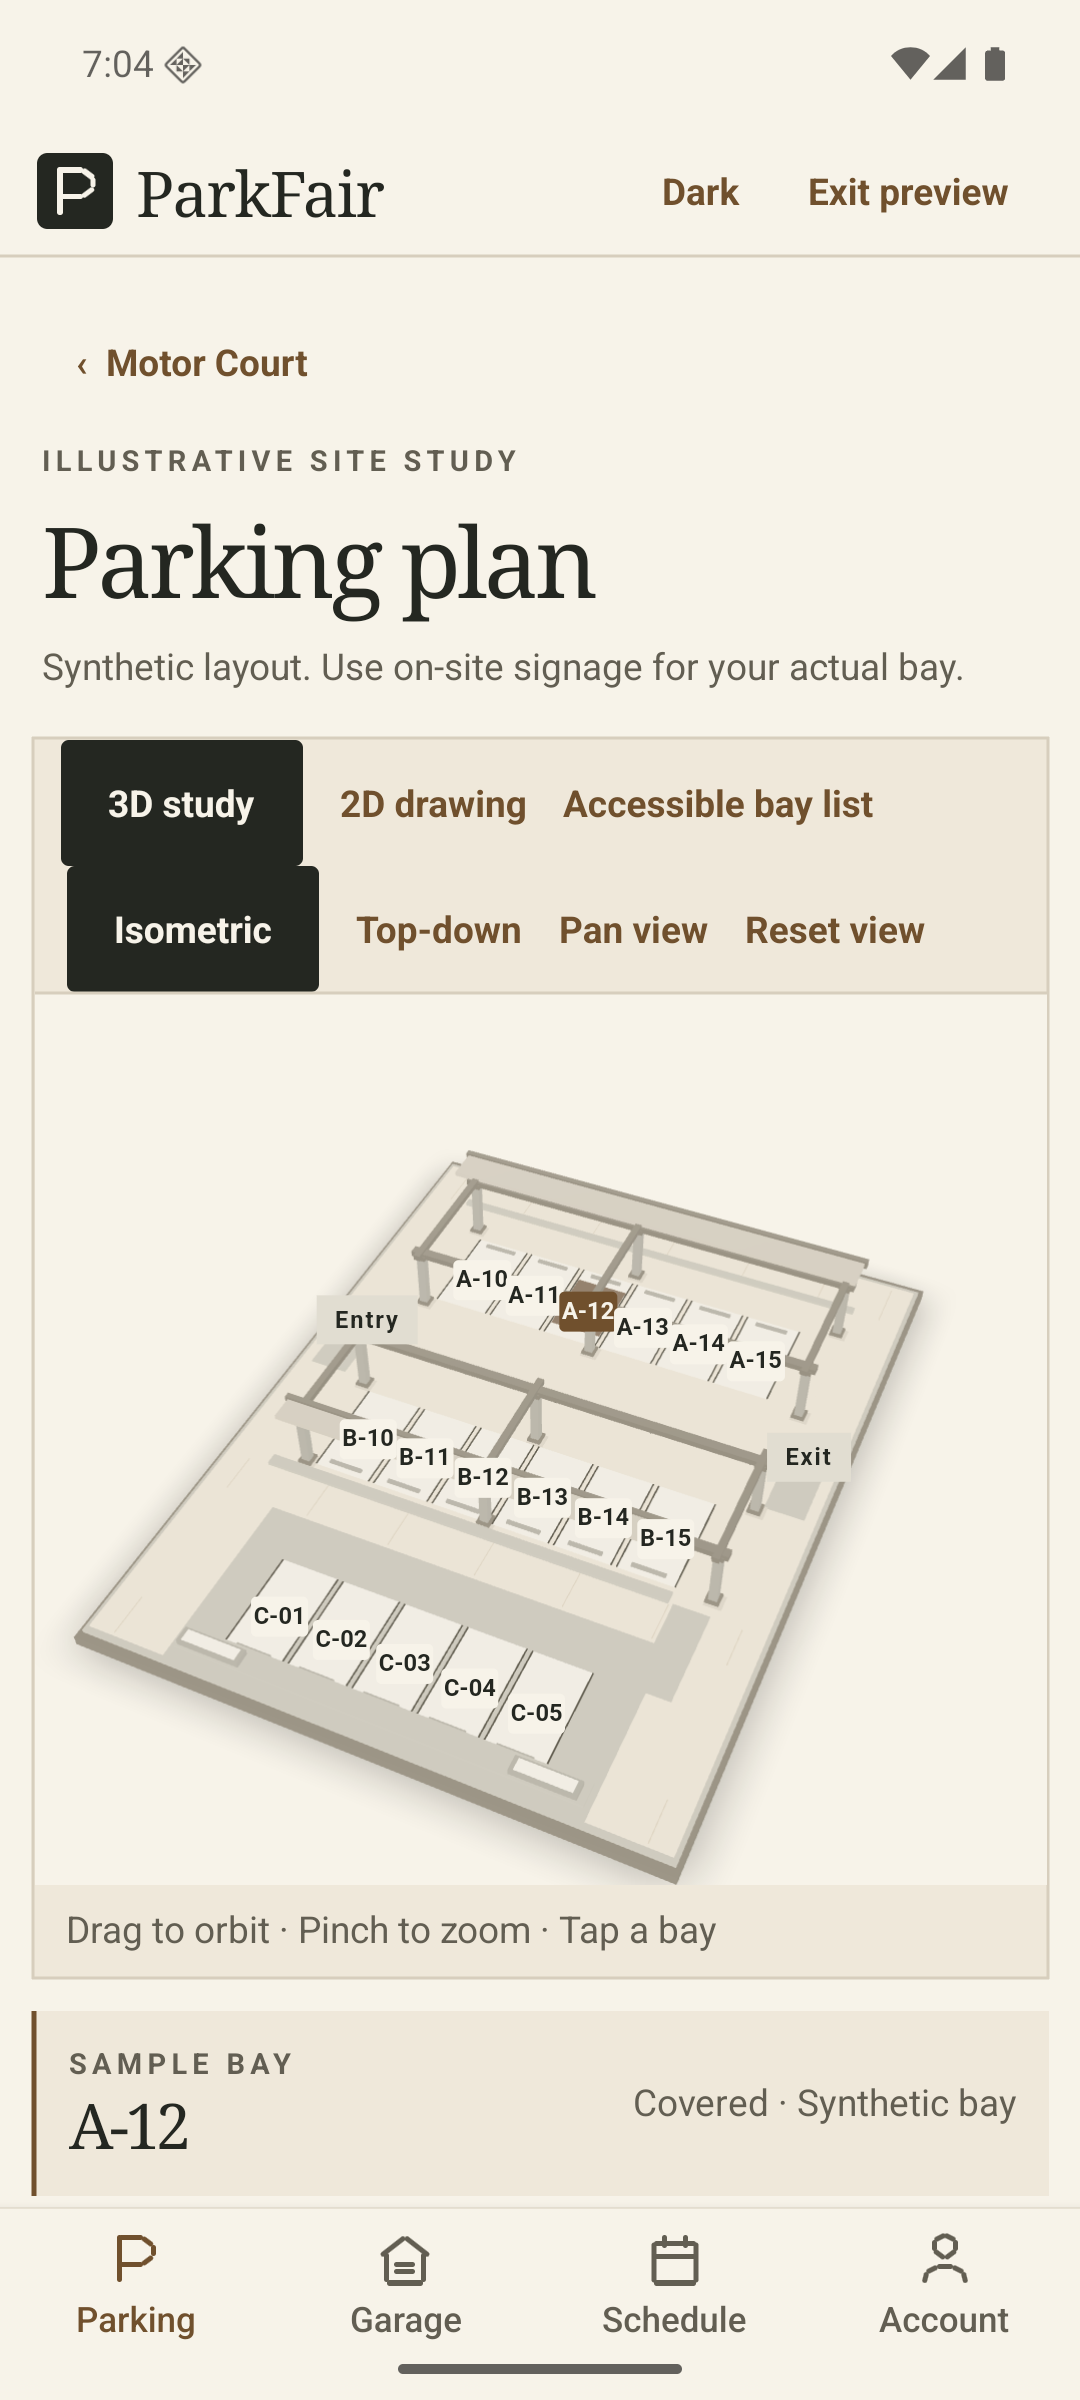 7:04
ParkFair
Dark
Exit preview
‹ Motor Court
ILLUSTRATIVE SITE STUDY
Parking plan
Synthetic layout. Use on-site signage for your actual bay.
3D study
2D drawing
Accessible bay list
Isometric
Top-down
Pan view
Reset view
A-10
A-11
A-12
A-13
A-14
A-15
Entry
B-10
B-11
B-12
B-13
B-14
B-15
Exit
C-01
C-02
C-03
C-04
C-05
Drag to orbit · Pinch to zoom · Tap a bay
SAMPLE BAY
A-12
Covered · Synthetic bay
Parking
Garage
Schedule
Account